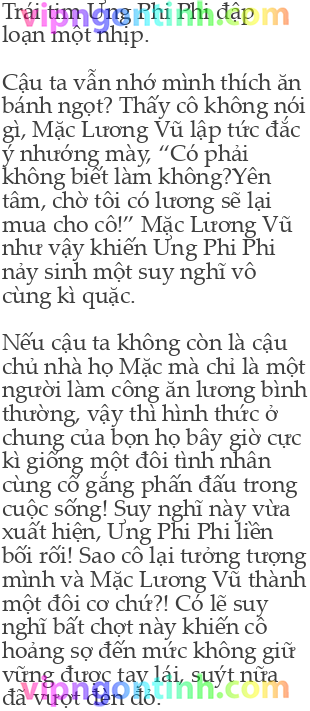 Trái tim Ưng Phi Phi đập
vipngontinh.com
loạn một nhịp.
Cậu ta vẫn nhớ mình thích ăn
bánh ngọt? Thấy cô không nói
gì, Mặc Lương Vũ lập tức đắc
ý nhướng mày, “Có phải
không biết làm không?Yên
tâm, chờ tôi có lương sẽ lại
mua cho cô!” Mặc Lương Vũ
như vậy khiến Ưng Phi Phi
nảy sinh một suy nghĩ vô
cùng kì quặc.
Nếu cậu ta không còn là cậu
chủ nhà họ Mặc mà chỉ là một
người làm công ăn lương bình
thường, vậy thì hình thức ở
chung của bọn họ bây giờ cực
kì giống một đôi tình nhân
cùng cố gắng phấn đấu trong
cuộc sống! Suy nghĩ này vừa
xuất hiện, Ưng Phi Phi liền
bối rối! Sao cô lại tưởng tượng
mình và Mặc Lương Vũ thành
một đôi cơ chứ?! Có lẽ suy
nghĩ bất chợt này khiến cô
hoảng sợ đến mức không giữ
vững được tay lái, suýt nữa
vipngontinh.com
đã vượt đèn đỏ.